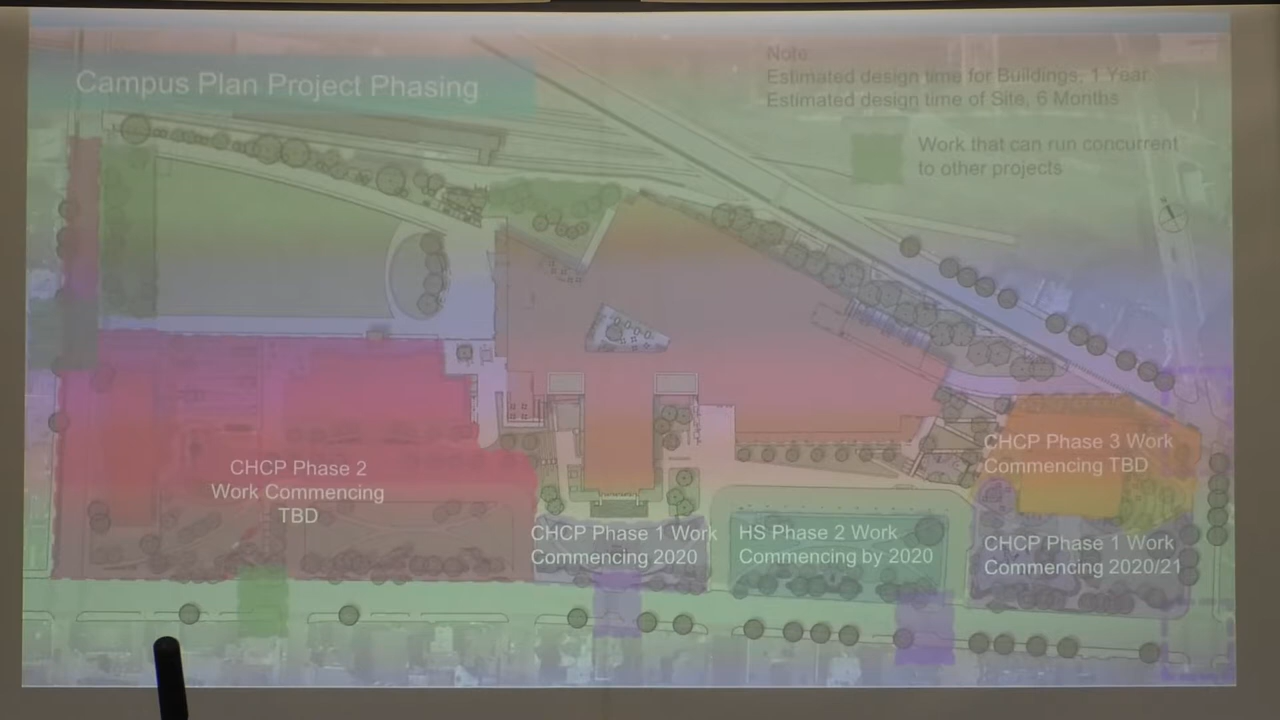 Campus Plan Project Phasing
Note:
Estimated design time for Buildings, 1 Year
Estimated design time of Site, 6 Months
Work that can run concurrent
to other projects
CHCP Phase 3 Work
Commencing TBD
CHCP Phase 2
Work Commencing
TBD
CHCP Phase 1 Work
Commencing 2020
HS Phase 2 Work
Commencing by 2020
CHCP Phase 1 Work
Commencing 2020/21